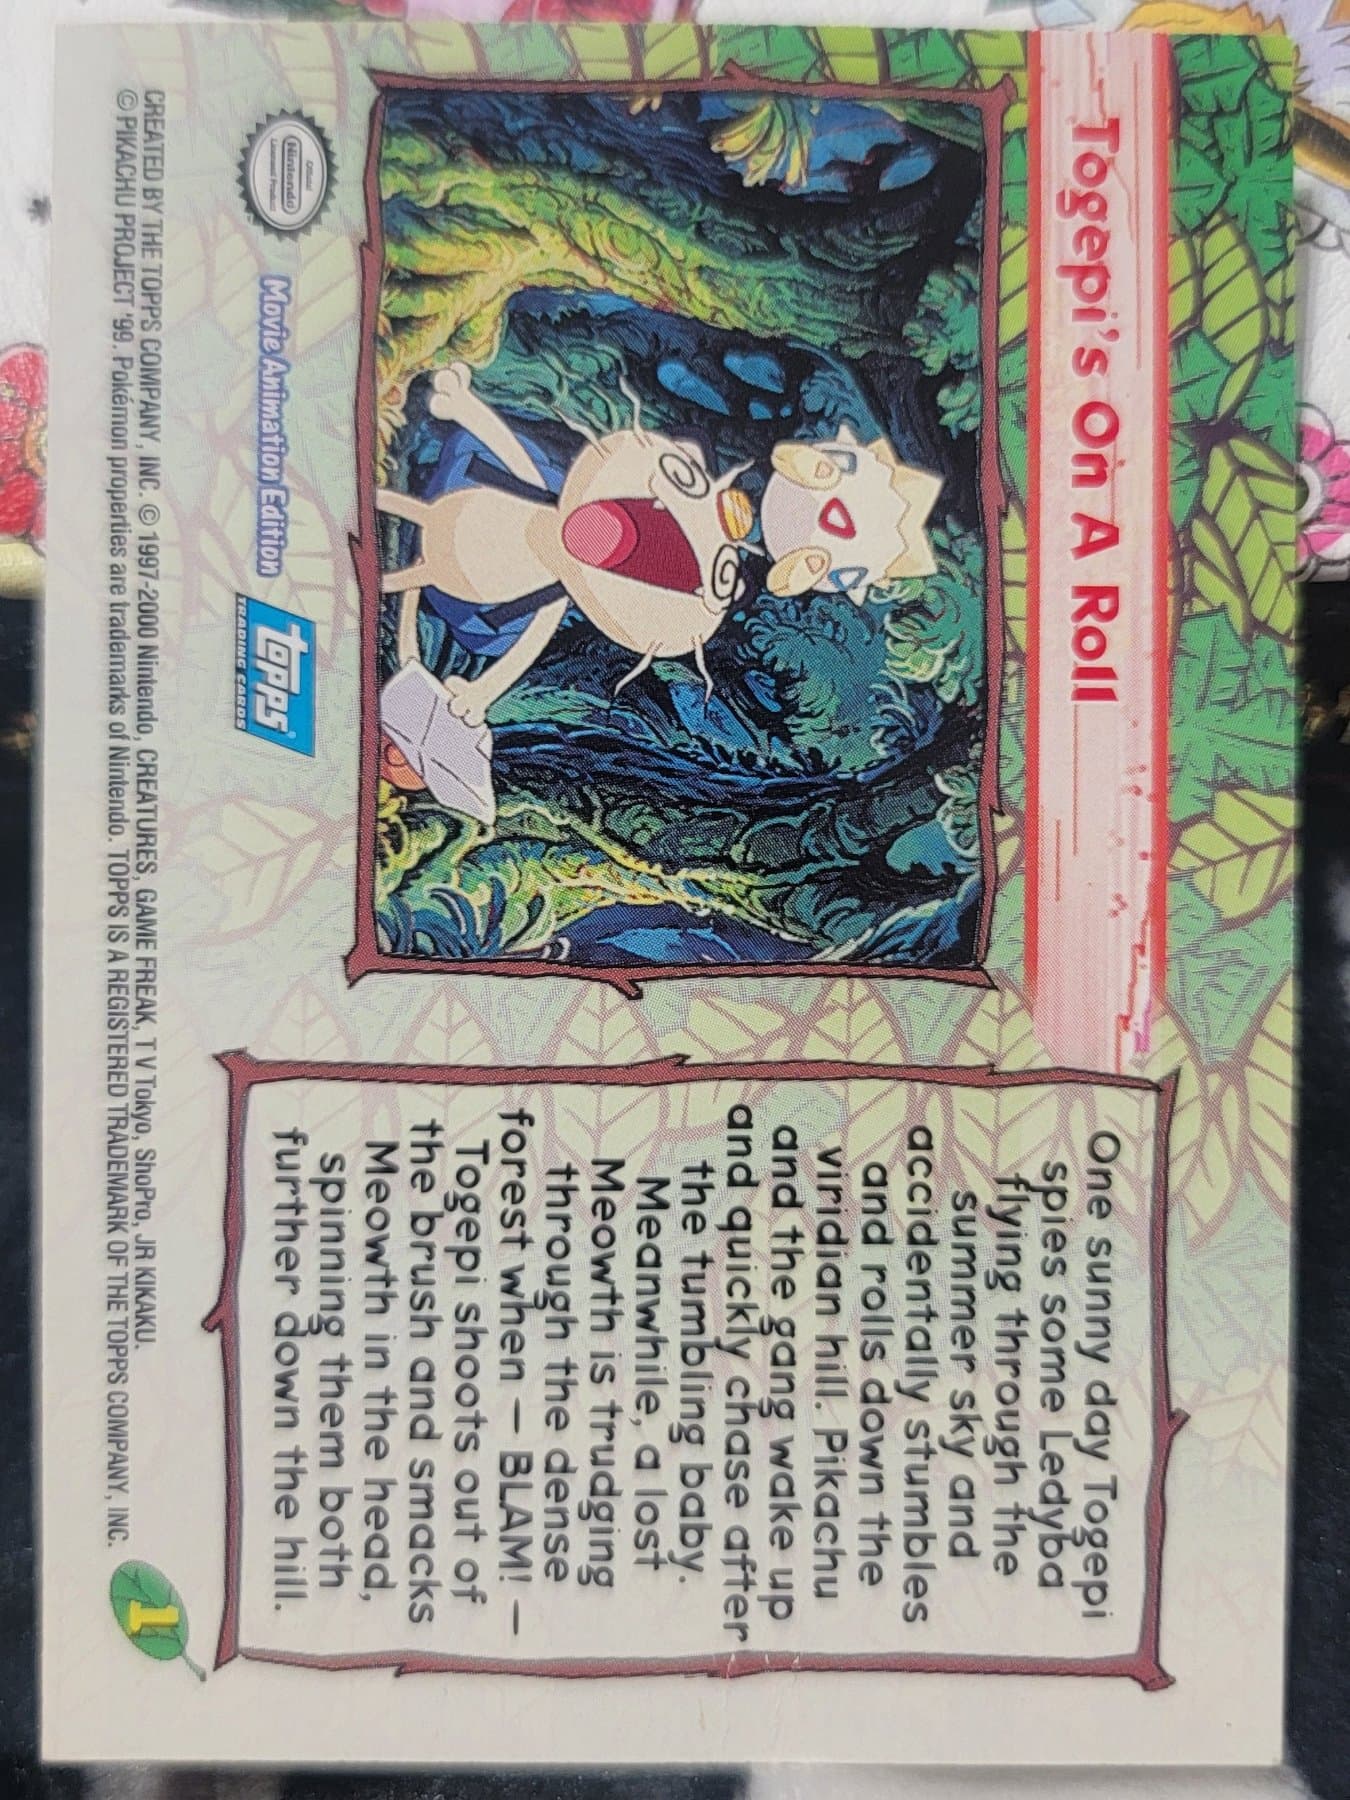 Togepi's On A Roll
One sunny day Togepi
spies some Ledyba
flying through the
summer sky and
accidentally stumbles
and rolls down the
viridian hill. Pikachu
and the gang wake up
and quickly chase after
the tumbling baby.
Meanwhile, a lost
Meowth is trudging
through the dense
forest when — BLAM! —
Togepi shoots out of
the brush and smacks
Meowth in the head,
spinning them both
further down the hill.
Official
Nintendo
Licensed Product
Movie Animation Edition
topps®
TRADING CARDS
CREATED BY THE TOPPS COMPANY, INC. © 1997-2000 Nintendo, CREATURES, GAME FREAK, T V Tokyo, ShoPro, JR KIKAKU.
© PIKACHU PROJECT '99. Pokémon properties are trademarks of Nintendo. TOPPS IS A REGISTERED TRADEMARK OF THE TOPPS COMPANY, INC.
1